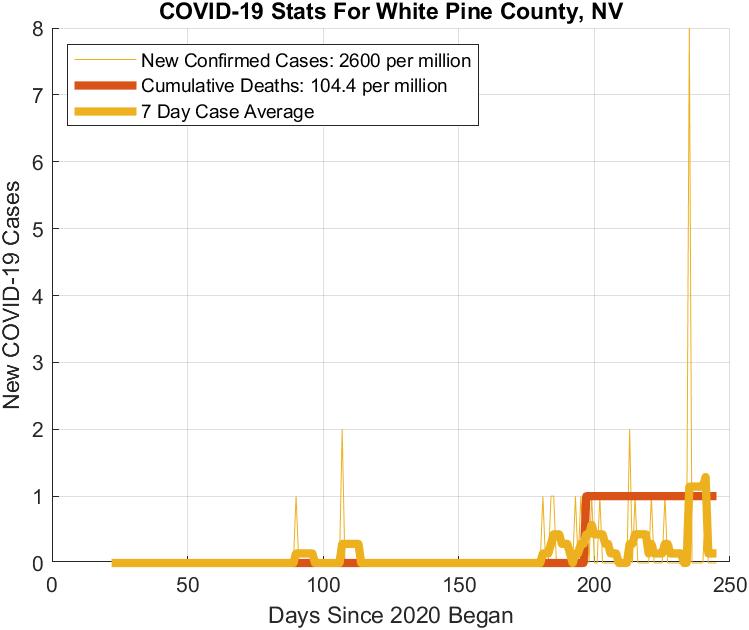 COVID-19 Stats For White Pine County, NV
New Confirmed Cases: 2600 per million
Cumulative Deaths: 104.4 per million
7 Day Case Average
New COVID-19 Cases
8
7
6
5
4
3
2
1
0
0 50 100 150 200 250
Days Since 2020 Began